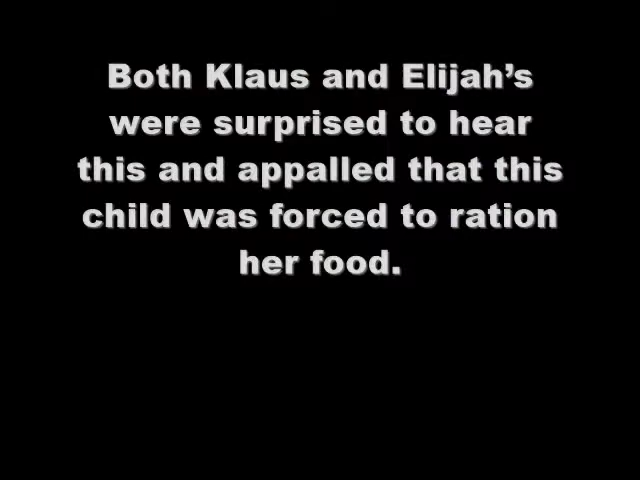 Both Klaus and Elijah’s
were surprised to hear
this and appalled that this
child was forced to ration
her food.